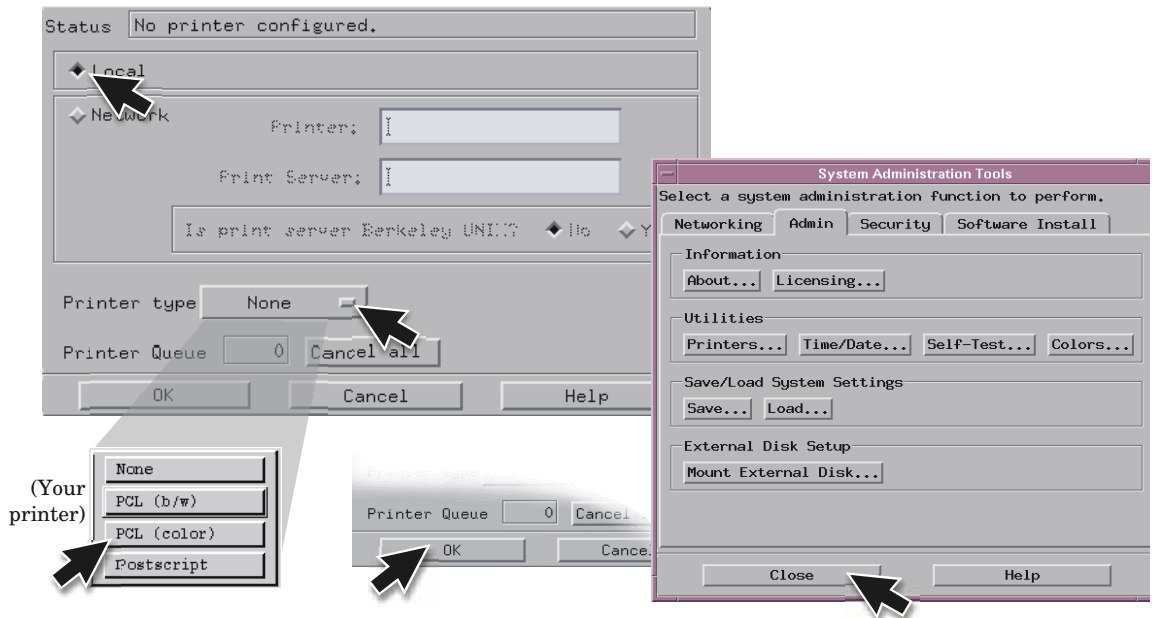 Status No printer configured.
Local
Network
Printer:
Print Server:
Is print server Berkeley UNIX? No Y
Printer type None
Printer Queue 0 Cancel all
OK Cancel Help
(Your
printer)
None
PCL (b/w)
PCL (color)
Postscript
Printer Queue 0 Cancel
OK Cance
System Administration Tools
Select a system administration function to perform.
Networking Admin Security Software Install
Information
About... Licensing...
Utilities
Printers... Time/Date... Self-Test... Colors...
Save/Load System Settings
Save... Load...
External Disk Setup
Mount External Disk...
Close Help